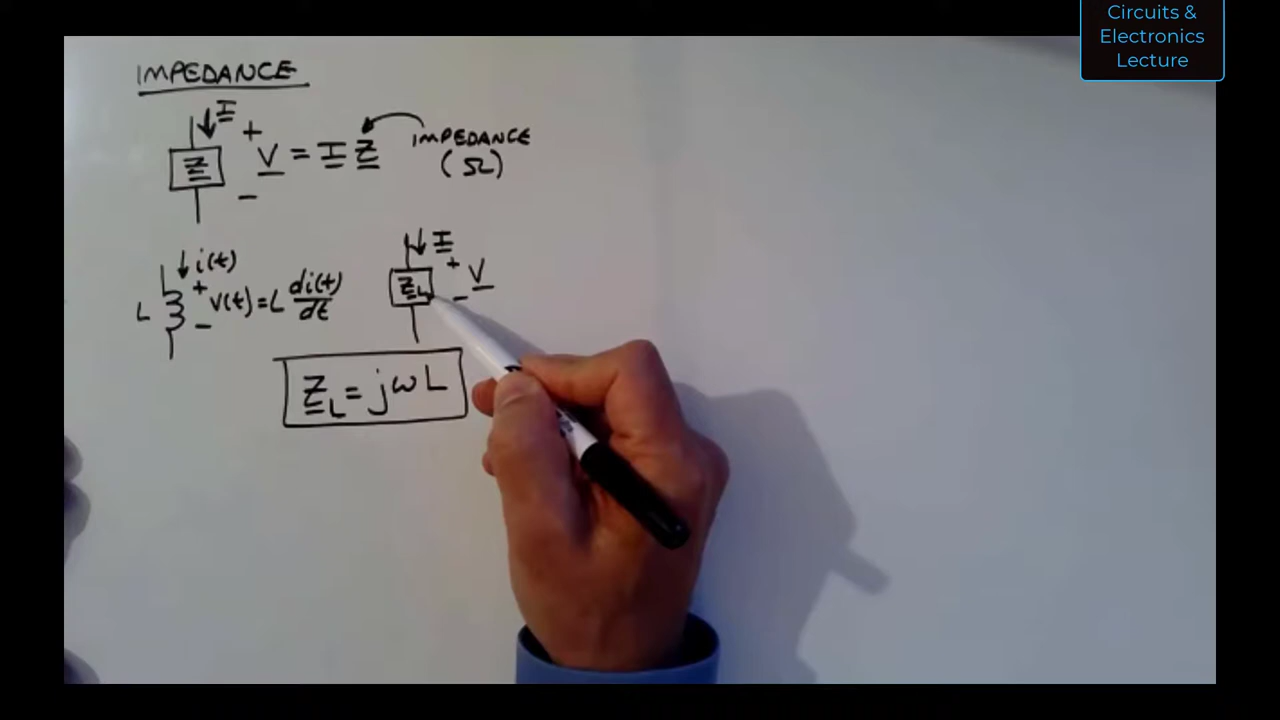 Circuits &
Electronics
Lecture
IMPEDANCE
I
+
Z V = I Z IMPEDANCE
- (Ω)
i(t)
+
L v(t) = L di(t)/dt
-
I
+
Z_L V
-
Z_L = jωL